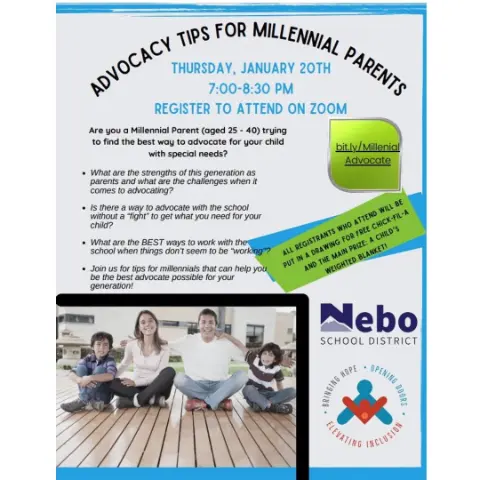 ADVOCACY TIPS FOR MILLENNIAL PARENTS
THURSDAY, JANUARY 20TH
7:00-8:30 PM
REGISTER TO ATTEND ON ZOOM
Are you a Millennial Parent (aged 25 - 40) trying
to find the best way to advocate for your child
with special needs?
bit.ly/Millenial
Advocate
• What are the strengths of this generation as
parents and what are the challenges when it
comes to advocating?
• Is there a way to advocate with the school
without a "fight" to get what you need for your
child?
• What are the BEST ways to work with the
school when things don't seem to be "working"?
• Join us for tips for millennials that can help you
be the best advocate possible for your
generation!
ALL REGISTRANTS WHO ATTEND WILL BE
PUT IN A DRAWING FOR FREE CHICK-FIL-A
AND THE MAIN PRIZE: A CHILD'S
WEIGHTED BLANKET!
Nebo
SCHOOL DISTRICT
BRINGING HOPE • OPENING DOORS •
ELEVATING INCLUSION